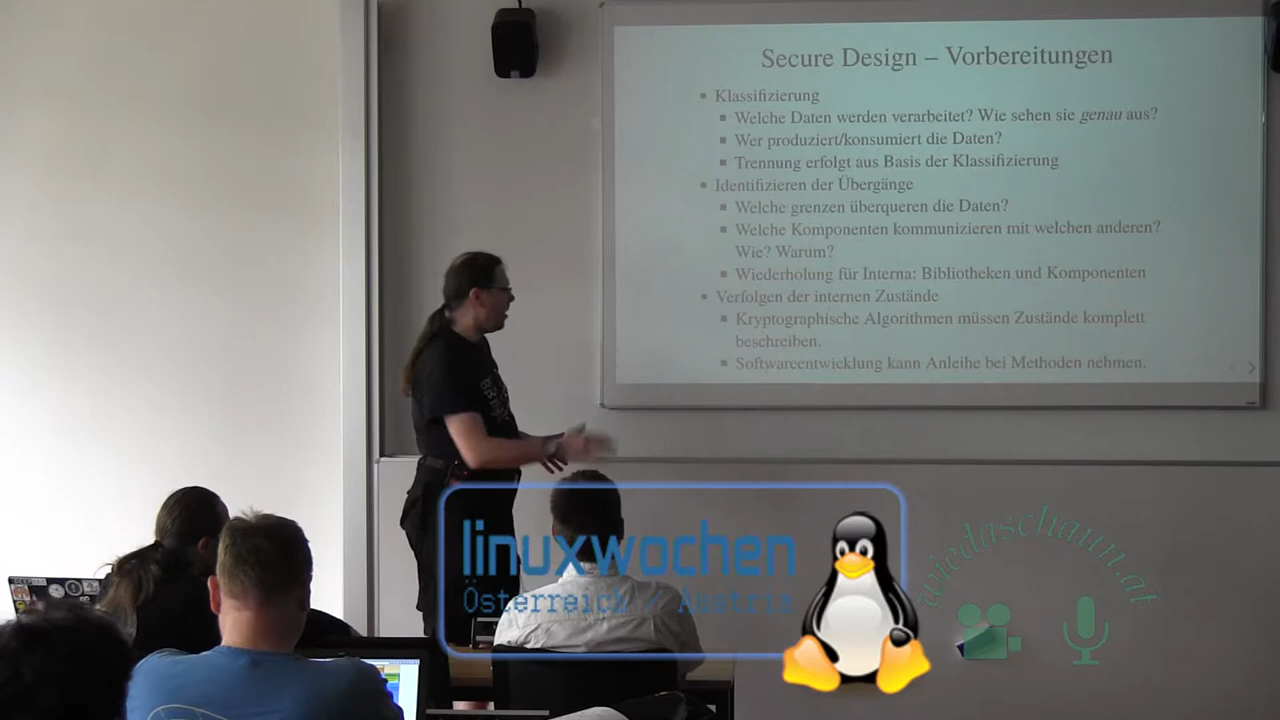 Secure Design – Vorbereitungen
• Klassifizierung
▪ Welche Daten werden verarbeitet? Wie sehen sie genau aus?
▪ Wer produziert/konsumiert die Daten?
▪ Trennung erfolgt aus Basis der Klassifizierung
• Identifizieren der Übergänge
▪ Welche grenzen überqueren die Daten?
▪ Welche Komponenten kommunizieren mit welchen anderen?
Wie? Warum?
▪ Wiederholung für Interna: Bibliotheken und Komponenten
• Verfolgen der internen Zustände
▪ Kryptographische Algorithmen müssen Zustände komplett
beschreiben.
▪ Softwareentwicklung kann Anleihe bei Methoden nehmen.
linuxwochen
Österreich / Austria
wiedaschaun.at